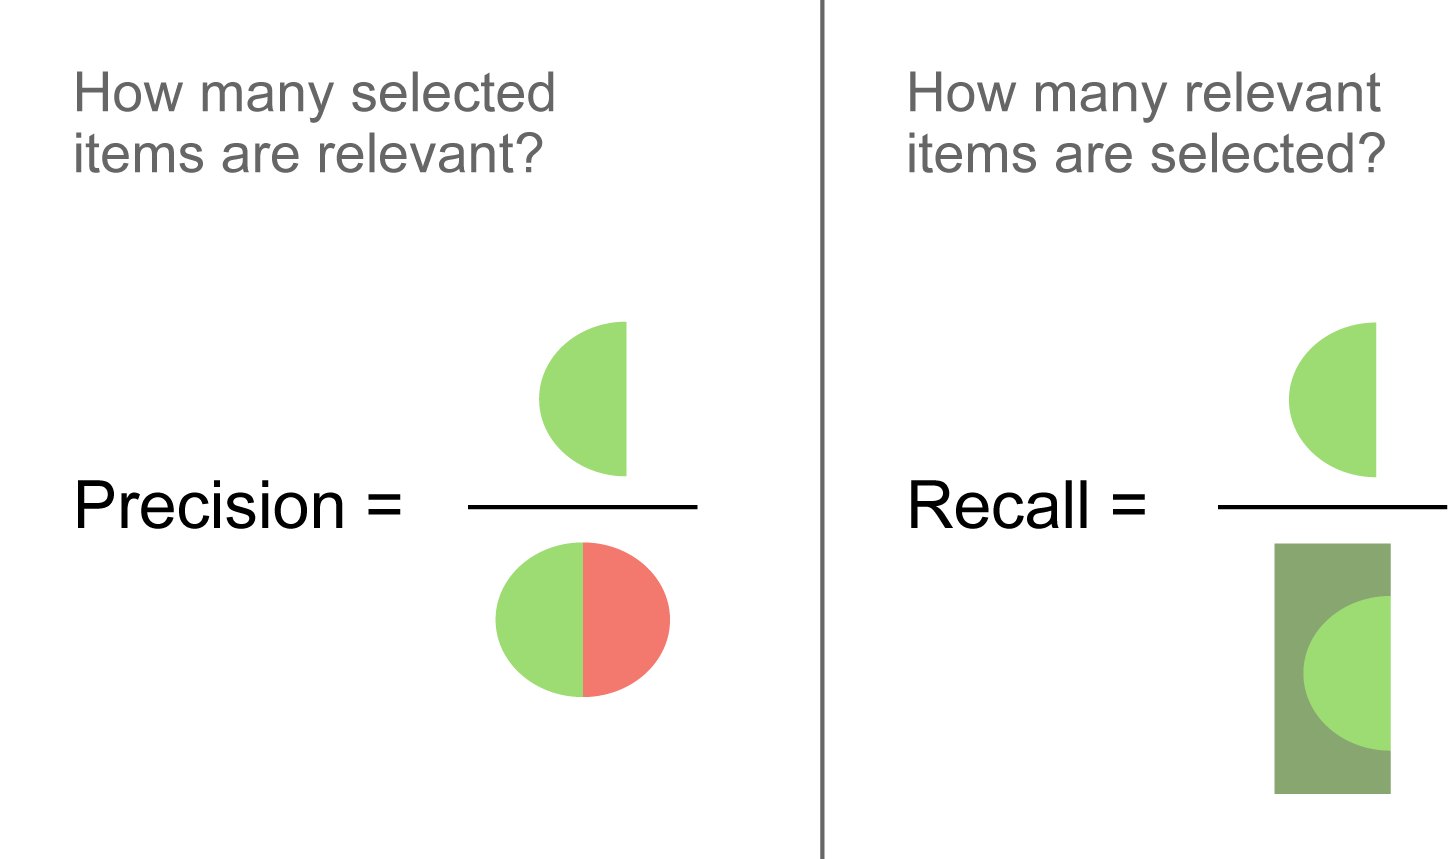 How many selected
items are relevant?
Precision =
How many relevant
items are selected?
Recall =